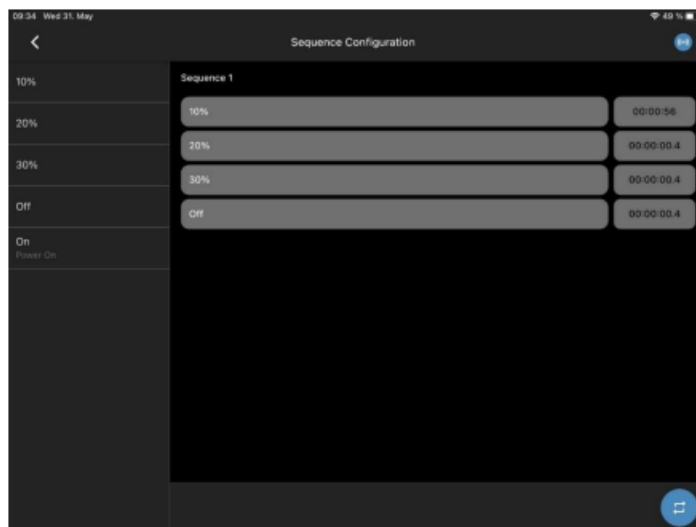 09:34 Wed 31. May
49 %
Sequence Configuration
10%
20%
30%
Off
On
Power On
Sequence 1
10%
00:00:56
20%
00:00:00.4
30%
00:00:00.4
Off
00:00:00.4